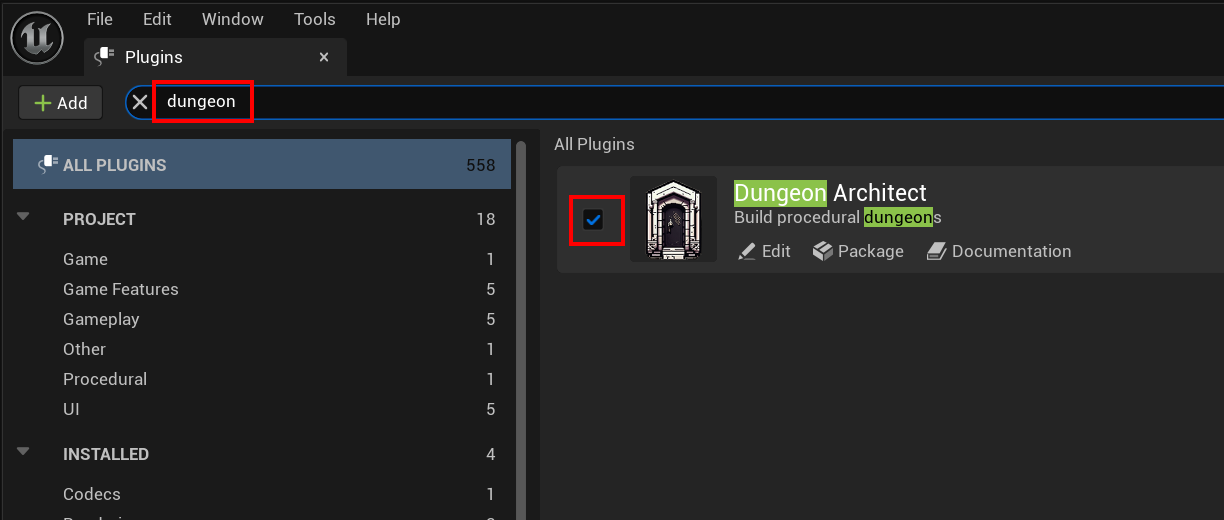 File Edit Window Tools Help
Plugins
Add
dungeon
ALL PLUGINS 558
PROJECT 18
Game 1
Game Features 5
Gameplay 5
Other 1
Procedural 1
UI 5
INSTALLED 4
Codecs 1
All Plugins
Dungeon Architect
Build procedural dungeons
Edit Package Documentation